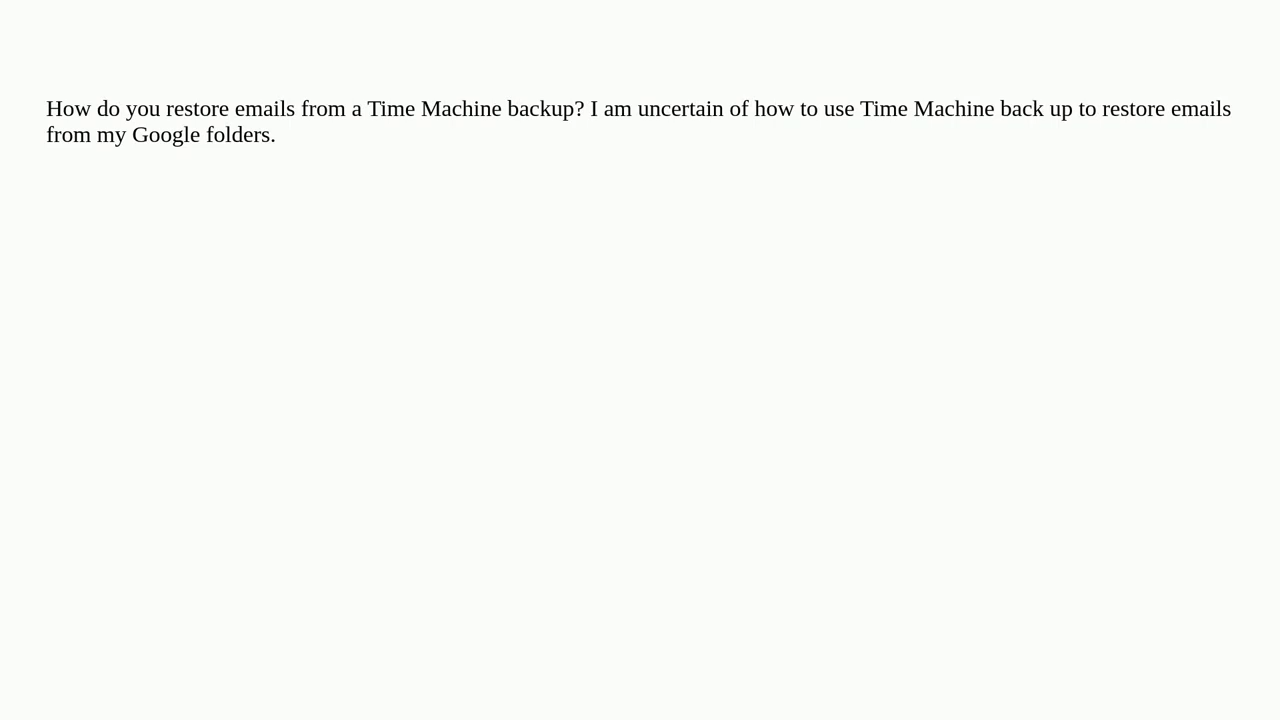 How do you restore emails from a Time Machine backup? I am uncertain of how to use Time Machine back up to restore emails
from my Google folders.